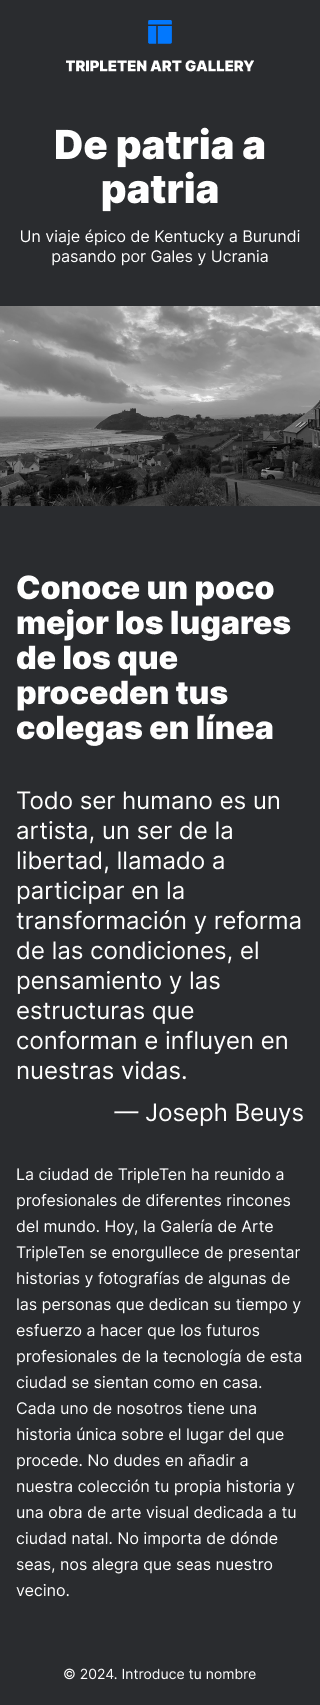 TRIPLETEN ART GALLERY
De patria a
patria
Un viaje épico de Kentucky a Burundi
pasando por Gales y Ucrania
Conoce un poco
mejor los lugares
de los que
proceden tus
colegas en línea
Todo ser humano es un
artista, un ser de la
libertad, llamado a
participar en la
transformación y reforma
de las condiciones, el
pensamiento y las
estructuras que
conforman e influyen en
nuestras vidas.
— Joseph Beuys
La ciudad de TripleTen ha reunido a
profesionales de diferentes rincones
del mundo. Hoy, la Galería de Arte
TripleTen se enorgullece de presentar
historias y fotografías de algunas de
las personas que dedican su tiempo y
esfuerzo a hacer que los futuros
profesionales de la tecnología de esta
ciudad se sientan como en casa.
Cada uno de nosotros tiene una
historia única sobre el lugar del que
procede. No dudes en añadir a
nuestra colección tu propia historia y
una obra de arte visual dedicada a tu
ciudad natal. No importa de dónde
seas, nos alegra que seas nuestro
vecino.
© 2024. Introduce tu nombre